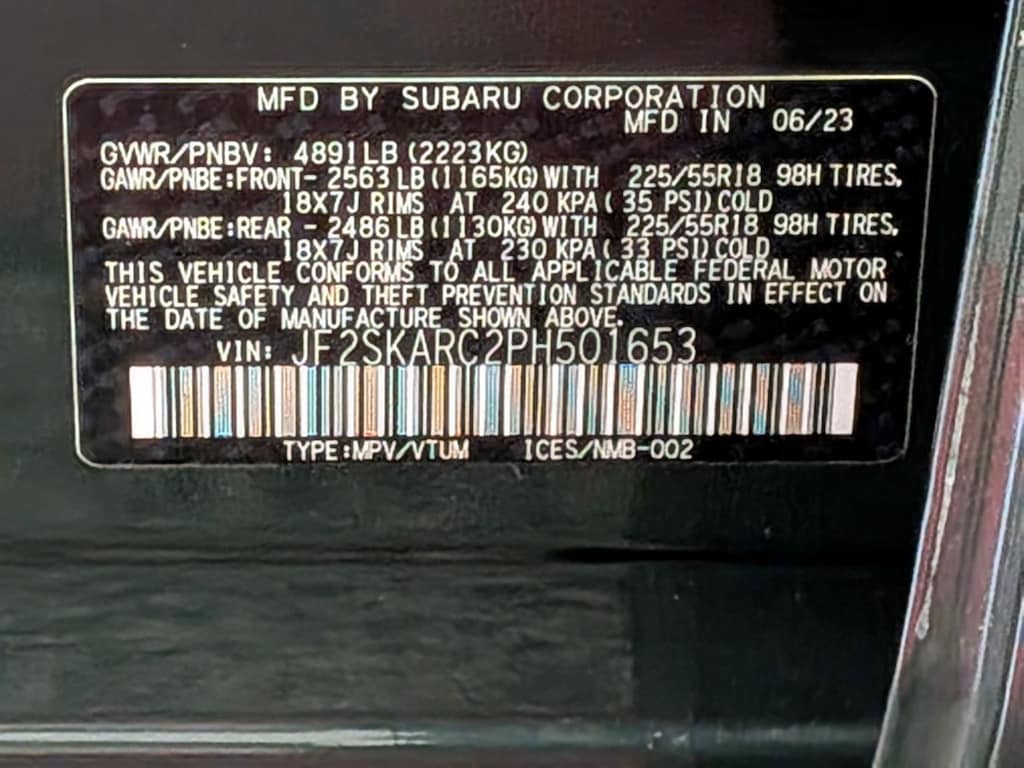 MFD BY SUBARU CORPORATION
MFD IN 06/23
GVWR/PNBV: 4891LB (2223KG)
GAWR/PNBE:FRONT- 2563LB(1165KG)WITH 225/55R18 98H TIRES,
18X7J RIMS AT 240 KPA( 35 PSI)COLD
GAWR/PNBE:REAR - 2486LB(1130KG)WITH 225/55R18 98H TIRES,
18X7J RIMS AT 230 KPA( 33 PSI)COLD
THIS VEHICLE CONFORMS TO ALL APPLICABLE FEDERAL MOTOR
VEHICLE SAFETY AND THEFT PREVENTION STANDARDS IN EFFECT ON
THE DATE OF MANUFACTURE SHOWN ABOVE.
VIN: JF2SKARC2PH501653
TYPE:MPV/VTUM ICES/NMB-002